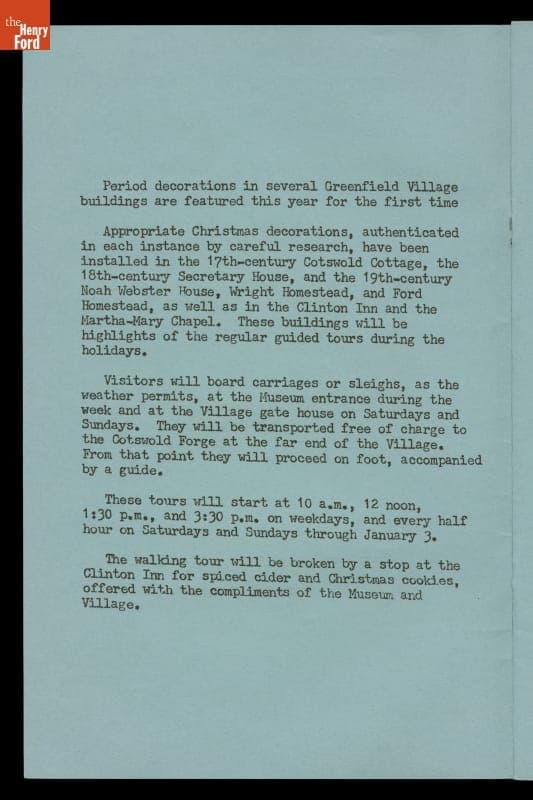 the
Henry
Ford
Period decorations in several Greenfield Village
buildings are featured this year for the first time
Appropriate Christmas decorations, authenticated
in each instance by careful research, have been
installed in the 17th-century Cotswold Cottage, the
18th-century Secretary House, and the 19th-century
Noah Webster House, Wright Homestead, and Ford
Homestead, as well as in the Clinton Inn and the
Martha-Mary Chapel. These buildings will be
highlights of the regular guided tours during the
holidays.
Visitors will board carriages or sleighs, as the
weather permits, at the Museum entrance during the
week and at the Village gate house on Saturdays and
Sundays. They will be transported free of charge to
the Cotswold Forge at the far end of the Village.
From that point they will proceed on foot, accompanied
by a guide.
These tours will start at 10 a.m., 12 noon,
1:30 p.m., and 3:30 p.m. on weekdays, and every half
hour on Saturdays and Sundays through January 3.
The walking tour will be broken by a stop at the
Clinton Inn for spiced cider and Christmas cookies,
offered with the compliments of the Museum and
Village.